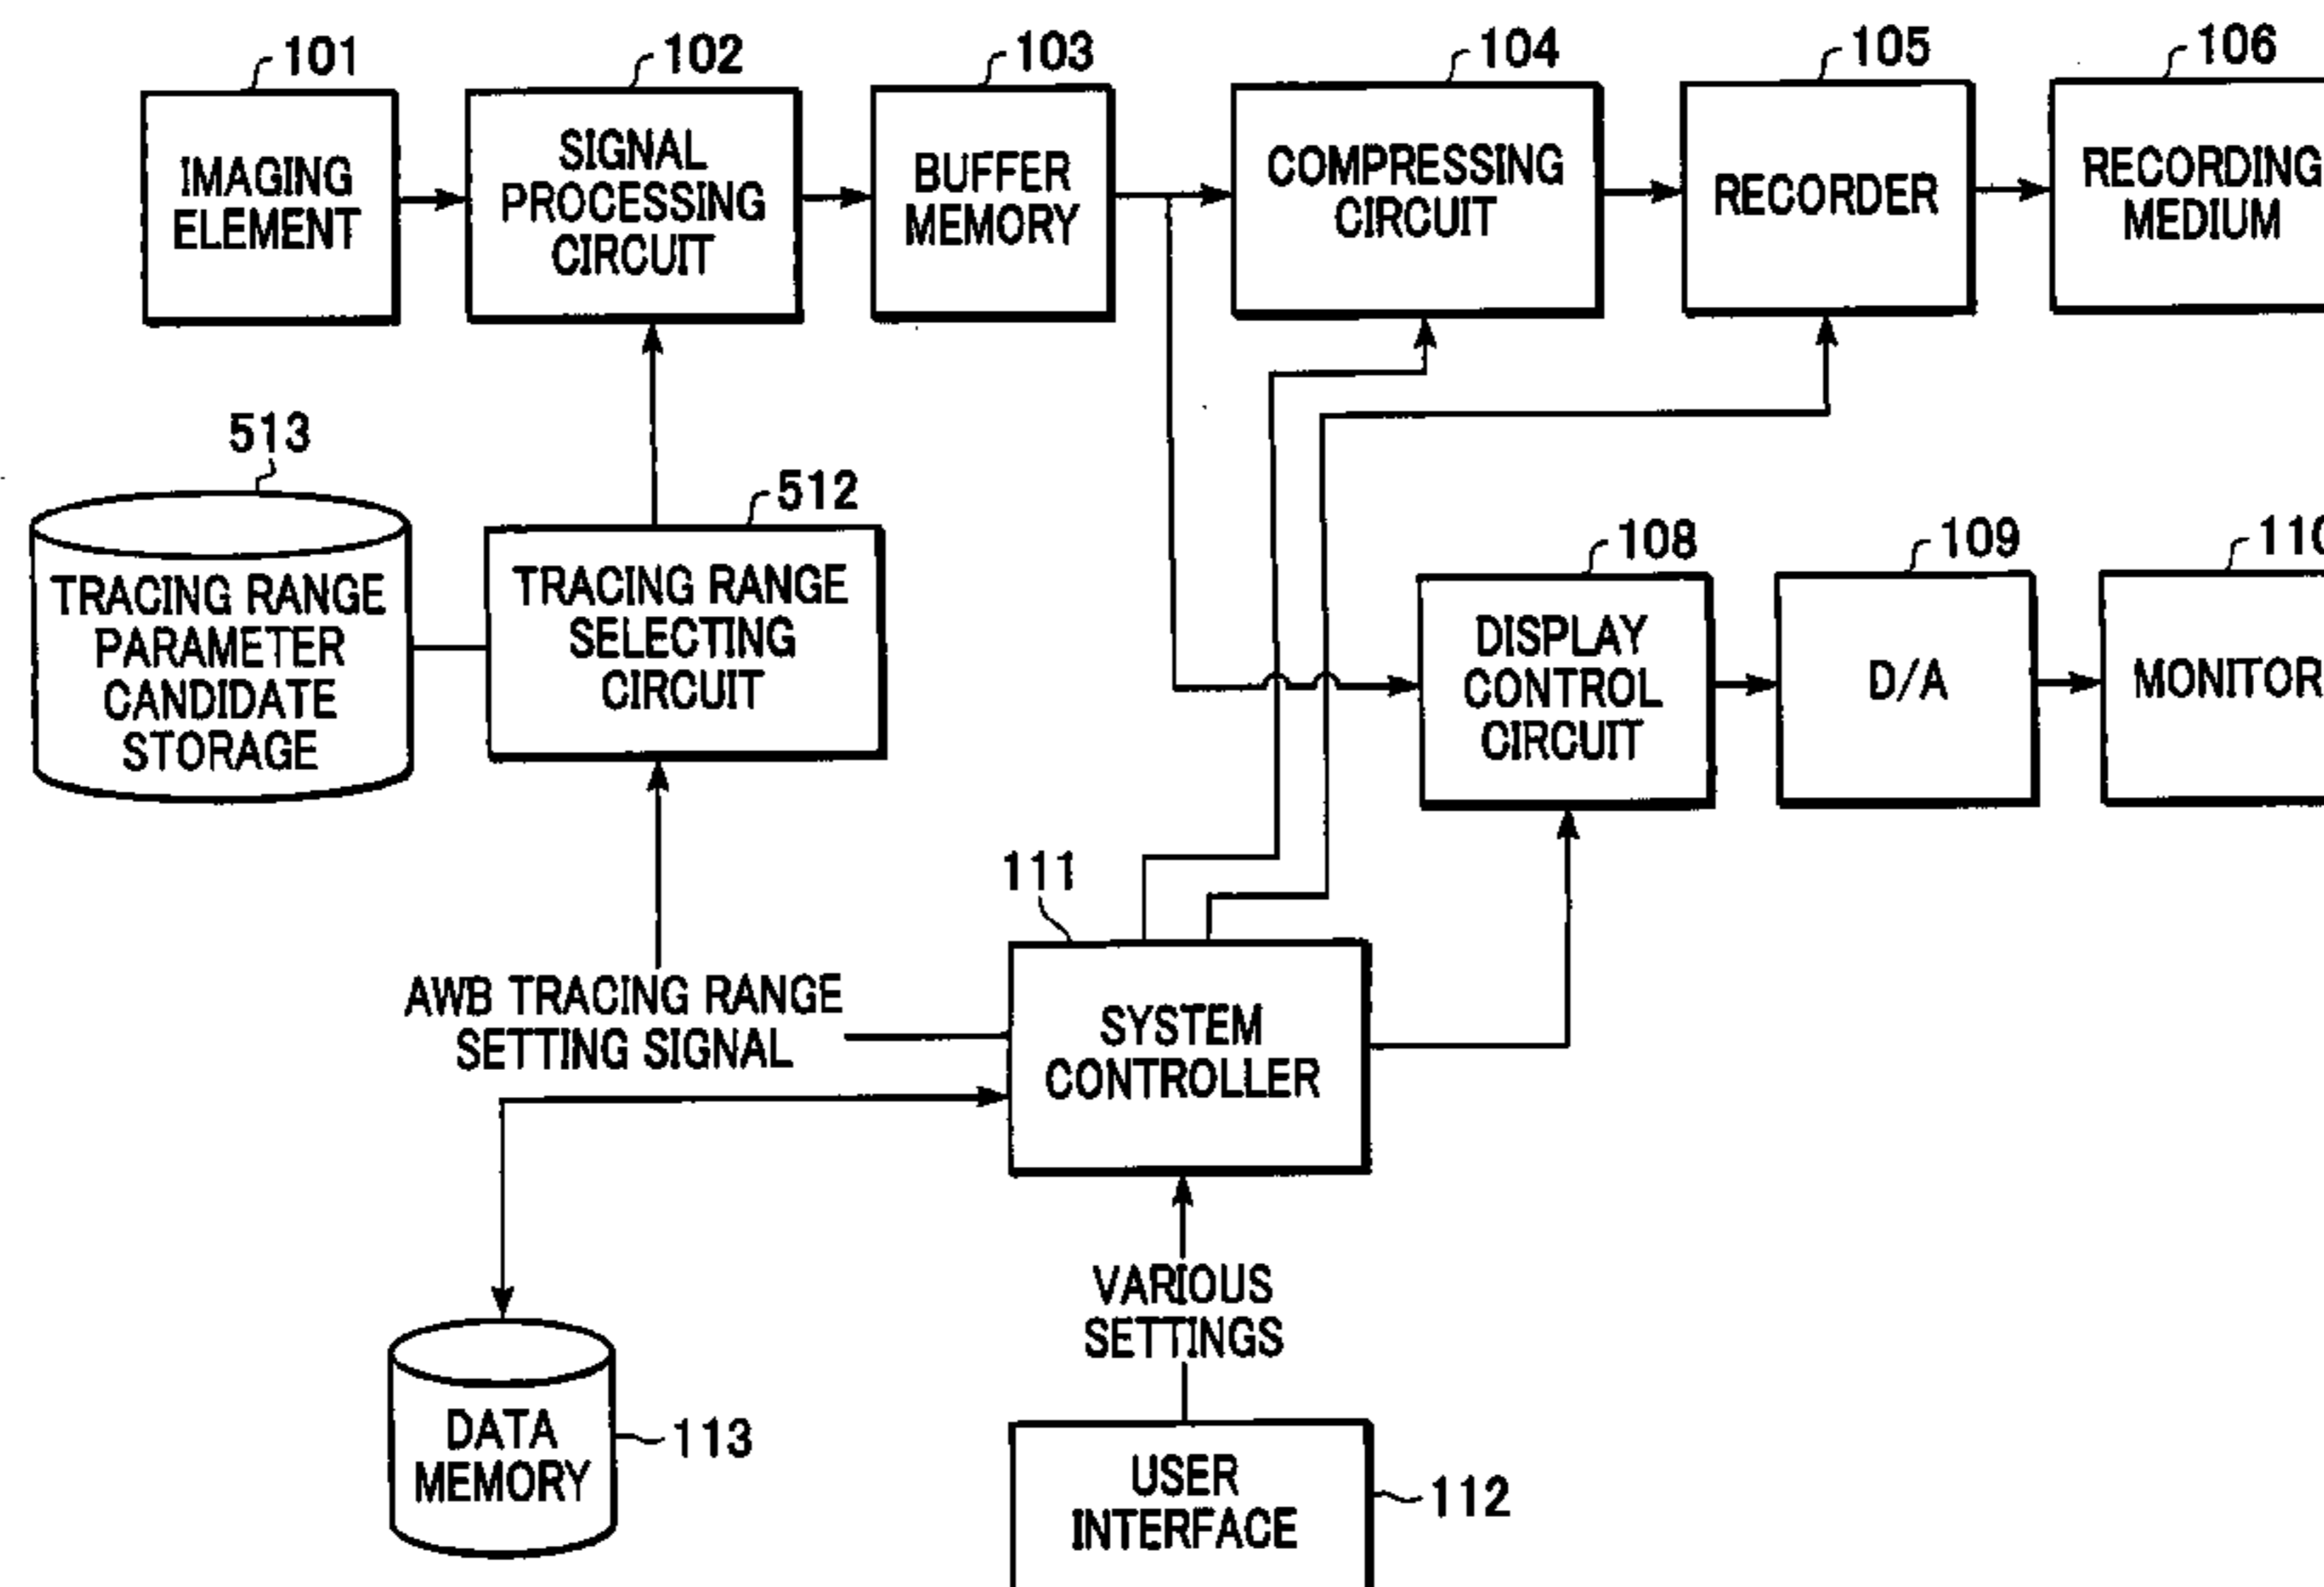 101
102
103
104
105
106
IMAGING
ELEMENT
SIGNAL
PROCESSING
CIRCUIT
BUFFER
MEMORY
COMPRESSING
CIRCUIT
RECORDER
RECORDING
MEDIUM
513
512
108
109
110
TRACING RANGE
PARAMETER
CANDIDATE
STORAGE
TRACING RANGE
SELECTING
CIRCUIT
DISPLAY
CONTROL
CIRCUIT
D/A
MONITOR
111
AWB TRACING RANGE
SETTING SIGNAL
SYSTEM
CONTROLLER
VARIOUS
SETTINGS
DATA
MEMORY
113
USER
INTERFACE
112